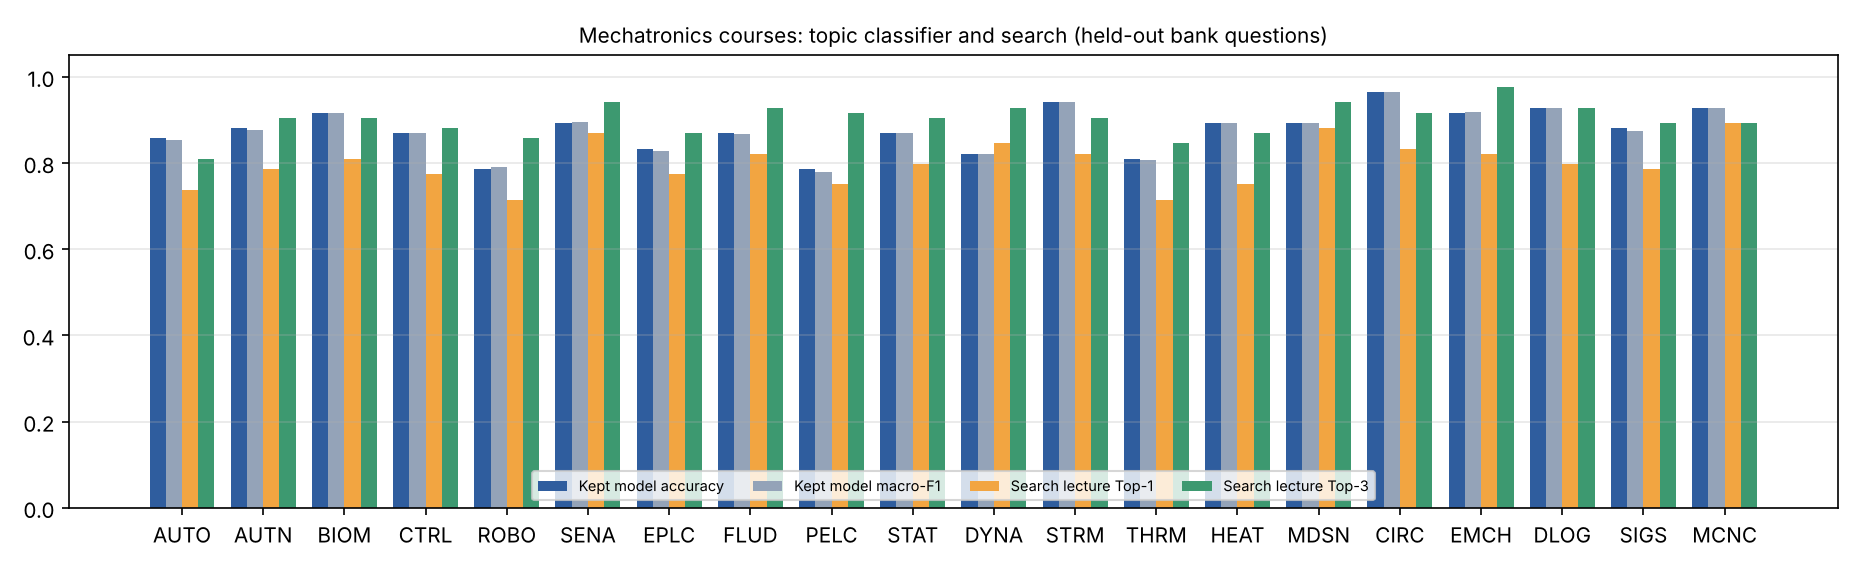 Mechatronics courses: topic classifier and search (held-out bank questions)
1.0
0.8
0.6
0.4
0.2
0.0
Kept model accuracy Kept model macro-F1 Search lecture Top-1 Search lecture Top-3
AUTO AUTN BIOM CTRL ROBO SENA EPLC FLUD PELC STAT DYNA STRM THRM HEAT MDSN CIRC EMCH DLOG SIGS MCNC